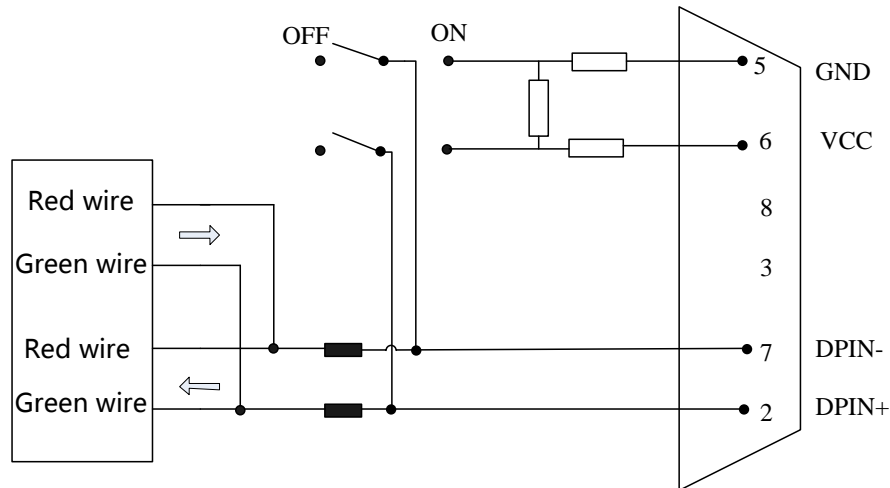 OFF
ON
5
GND
6
VCC
8
3
Red wire
Green wire
Red wire
Green wire
7
DPIN-
2
DPIN+